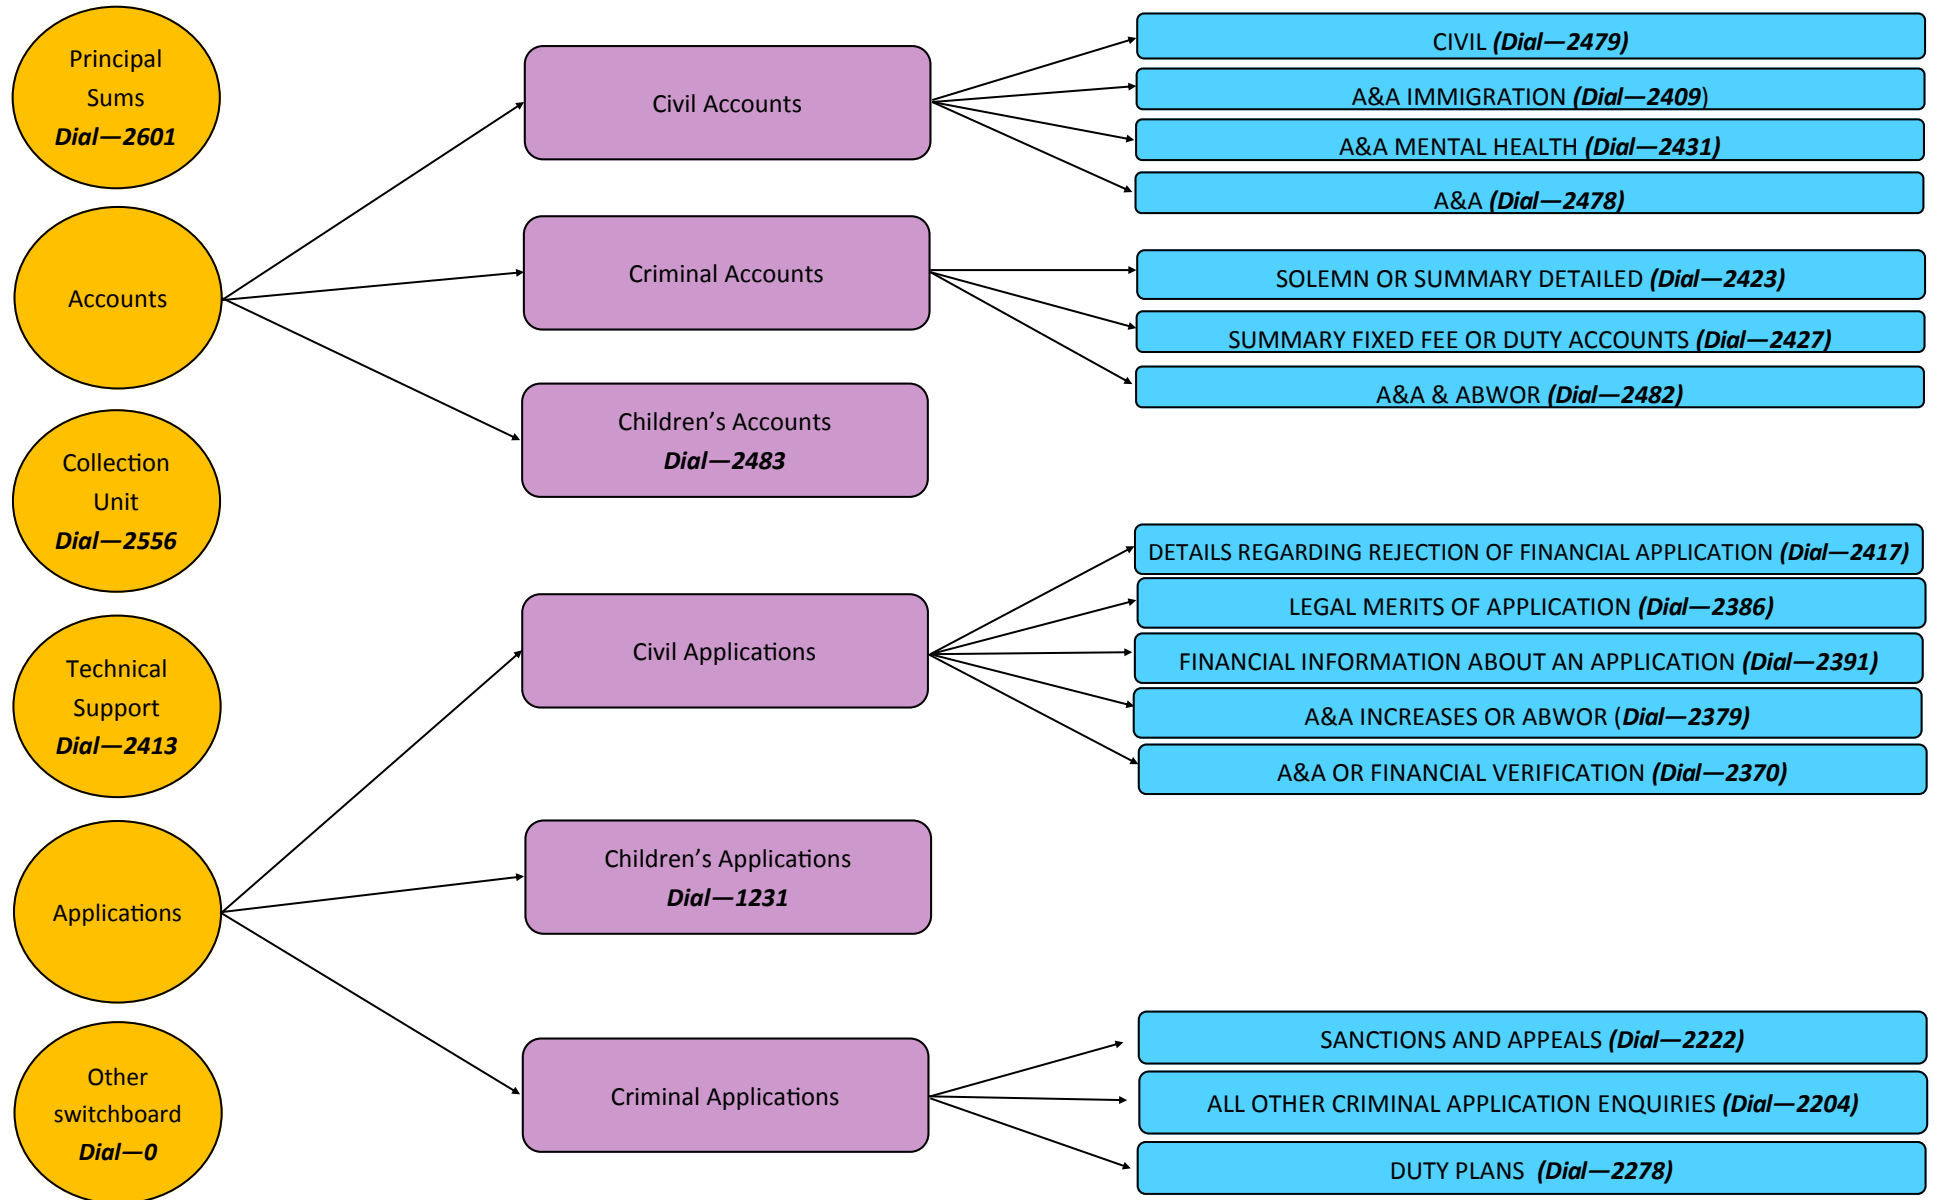 Principal
Sums
Dial—2601
Accounts
Collection
Unit
Dial—2556
Technical
Support
Dial—2413
Applications
Other
switchboard
Dial—0
Civil Accounts
Criminal Accounts
Children’s Accounts
Dial—2483
Civil Applications
Children’s Applications
Dial—1231
Criminal Applications
CIVIL (Dial—2479)
A&A IMMIGRATION (Dial—2409)
A&A MENTAL HEALTH (Dial—2431)
A&A (Dial—2478)
SOLEMN OR SUMMARY DETAILED (Dial—2423)
SUMMARY FIXED FEE OR DUTY ACCOUNTS (Dial—2427)
A&A & ABWOR (Dial—2482)
DETAILS REGARDING REJECTION OF FINANCIAL APPLICATION (Dial—2417)
LEGAL MERITS OF APPLICATION (Dial—2386)
FINANCIAL INFORMATION ABOUT AN APPLICATION (Dial—2391)
A&A INCREASES OR ABWOR (Dial—2379)
A&A OR FINANCIAL VERIFICATION (Dial—2370)
SANCTIONS AND APPEALS (Dial—2222)
ALL OTHER CRIMINAL APPLICATION ENQUIRIES (Dial—2204)
DUTY PLANS (Dial—2278)